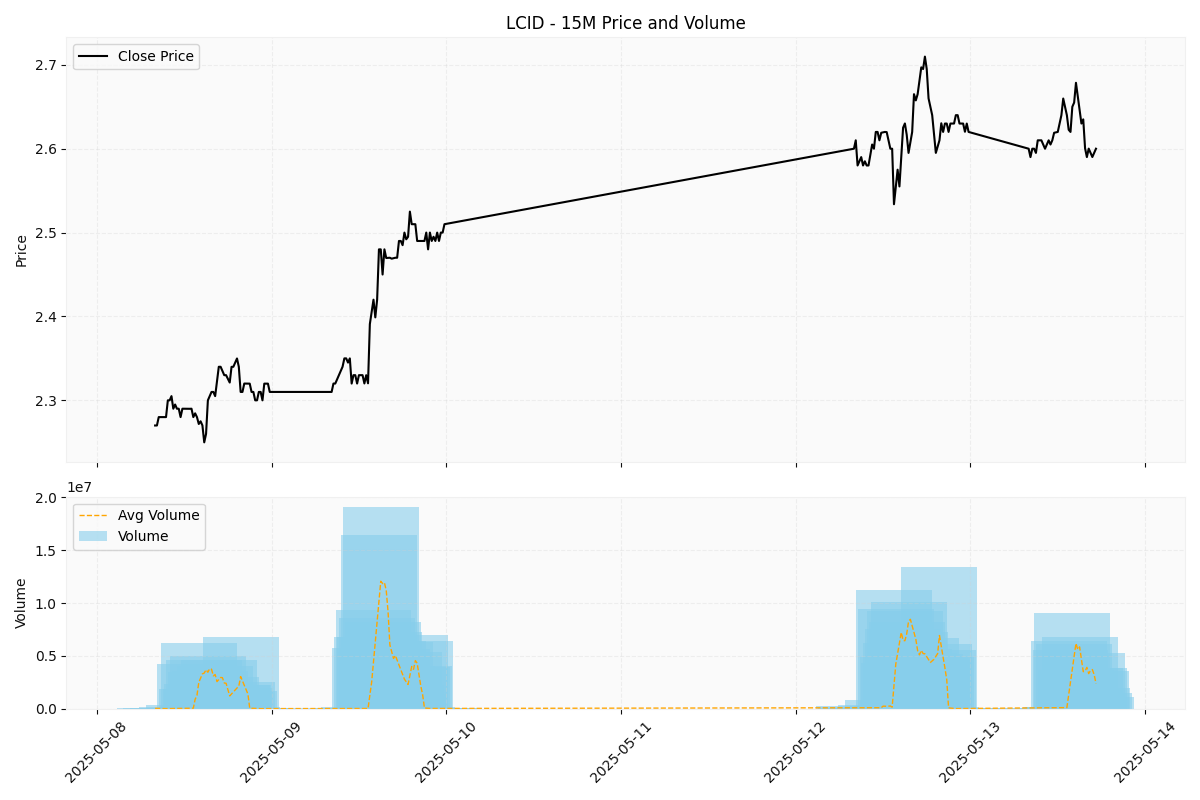 LCID - 15M Price and Volume
Close Price
2.7
2.6
2.5
2.4
2.3
Price
1e7
Avg Volume
Volume
2.0
1.5
1.0
0.5
0.0
Volume
2025-05-08
2025-05-09
2025-05-10
2025-05-11
2025-05-12
2025-05-13
2025-05-14